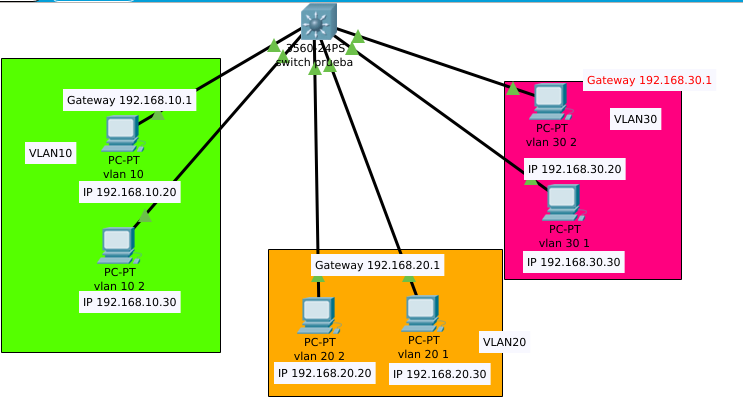 3560-24PS
switch prueba
Gateway 192.168.10.1
VLAN10
PC-PT
vlan 10
IP 192.168.10.20
PC-PT
vlan 10 2
IP 192.168.10.30
Gateway 192.168.20.1
PC-PT
vlan 20 2
IP 192.168.20.20
PC-PT
vlan 20 1
IP 192.168.20.30
VLAN20
Gateway 192.168.30.1
VLAN30
PC-PT
vlan 30 2
IP 192.168.30.20
PC-PT
vlan 30 1
IP 192.168.30.30